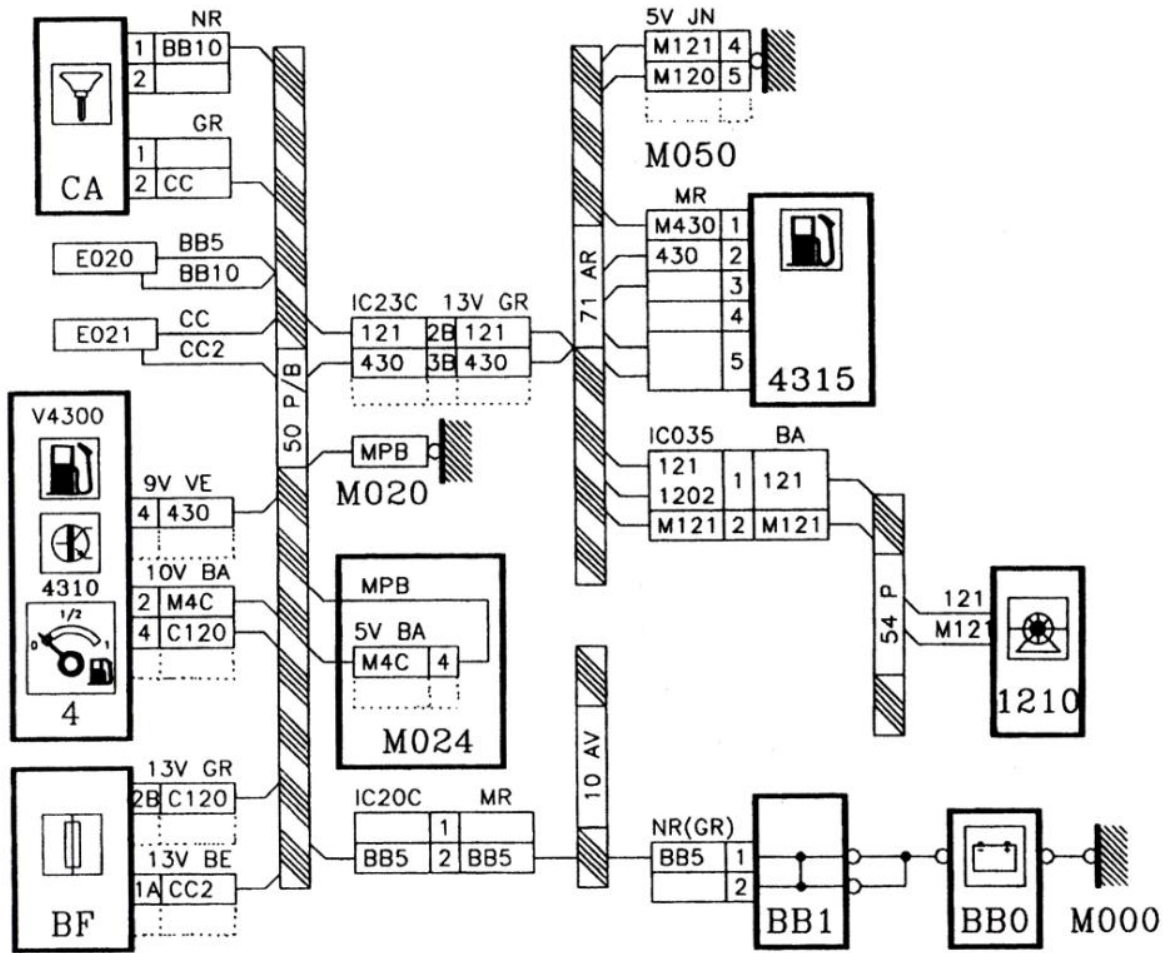 NR
1 BB10
2
GR
1
2 CC
CA
E020
BB5
BB10
E021
CC
CC2
V4300
9V VE
4 430
4310
10V BA
2 M4C
4 C120
0 1/2 1
4
13V GR
2B C120
13V BE
1A CC2
BF
50 P/B
IC23C 13V GR
121 2B 121
430 3B 430
MPB
M020
MPB
5V BA
M4C 4
M024
IC20C MR
1
BB5 2 BB5
71 AR
10 AV
5V JN
M121 4
M120 5
M050
MR
M430 1
430 2
3
4
5
4315
IC035 BA
121
1202 1 121
M121 2 M121
54 P
121
M121
1210
NR(GR)
BB5 1
2
BB1
BB0
M000